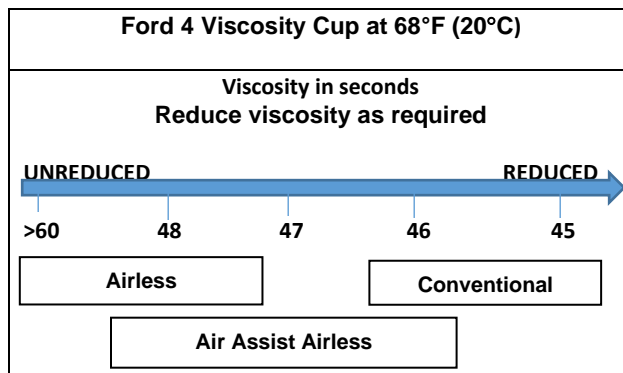 Ford 4 Viscosity Cup at 68°F (20°C)
Viscosity in seconds
Reduce viscosity as required
UNREDUCED REDUCED
>60 48 47 46 45
Airless Conventional
Air Assist Airless